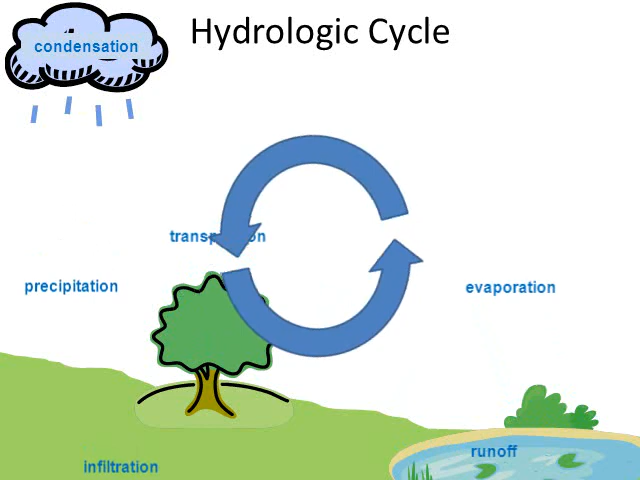 Hydrologic Cycle
condensation
precipitation
evaporation
runoff
infiltration